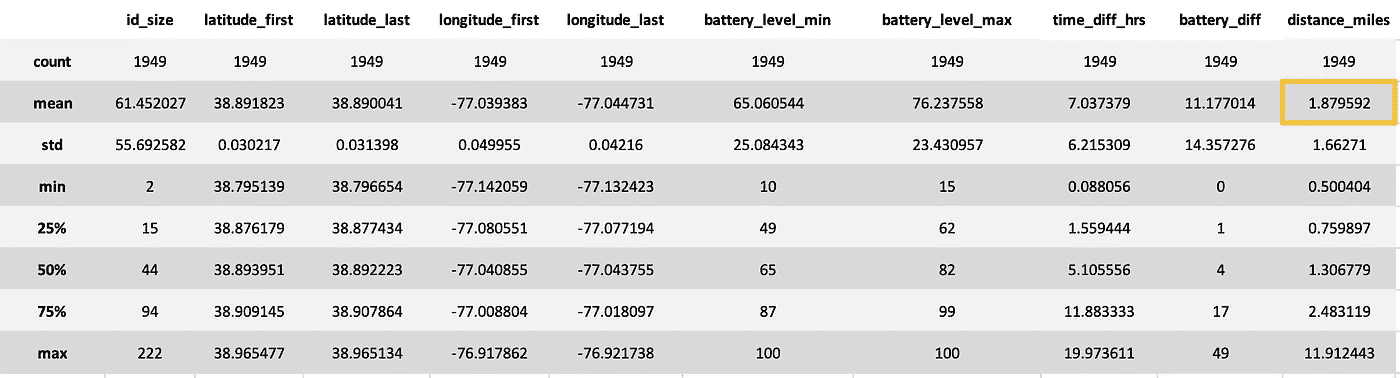 id_size latitude_first latitude_last longitude_first longitude_last battery_level_min battery_level_max time_diff_hrs battery_diff distance_miles
count 1949 1949 1949 1949 1949 1949 1949 1949 1949 1949
mean 61.452027 38.891823 38.890041 -77.039383 -77.044731 65.060544 76.237558 7.037379 11.177014 1.879592
std 55.692582 0.030217 0.031398 0.049955 0.04216 25.084343 23.430957 6.215309 14.357276 1.66271
min 2 38.795139 38.796654 -77.142059 -77.132423 10 15 0.088056 0 0.500404
25% 15 38.876179 38.877434 -77.080551 -77.077194 49 62 1.559444 1 0.759897
50% 44 38.893951 38.892223 -77.040855 -77.043755 65 82 5.105556 4 1.306779
75% 94 38.909145 38.907864 -77.008804 -77.018097 87 99 11.883333 17 2.483119
max 222 38.965477 38.965134 -76.917862 -76.921738 100 100 19.973611 49 11.912443